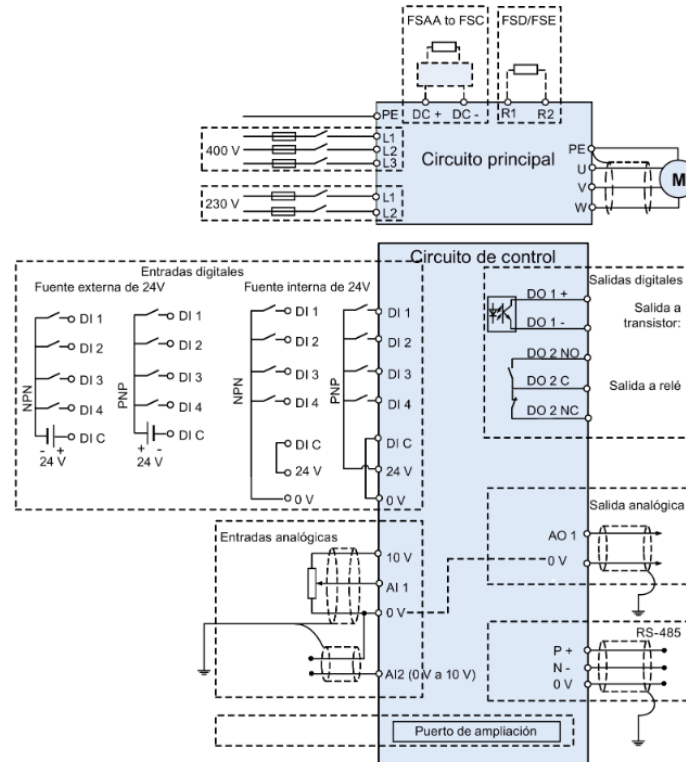 FSAA to FSC
FSD/FSE
PE
DC +
DC -
R1
R2
400 V
L1
L2
L3
Circuito principal
PE
U
V
W
M
230 V
L1
L2
Circuito de control
Entradas digitales
Fuente externa de 24V
Fuente interna de 24V
NPN
DI 1
DI 2
DI 3
DI 4
DI C
- +
24 V
PNP
DI 1
DI 2
DI 3
DI 4
DI C
+ -
24 V
NPN
DI 1
DI 2
DI 3
DI 4
DI C
24 V
0 V
PNP
DI 1
DI 2
DI 3
DI 4
DI C
24 V
0 V
Salidas digitales
DO 1 +
DO 1 -
Salida a
transistor:
DO 2 NO
DO 2 C
DO 2 NC
Salida a relé
Entradas analógicas
10 V
AI 1
0 V
AI2 (0 V a 10 V)
Salida analógica
AO 1
0 V
RS-485
P +
N -
0 V
Puerto de ampliación